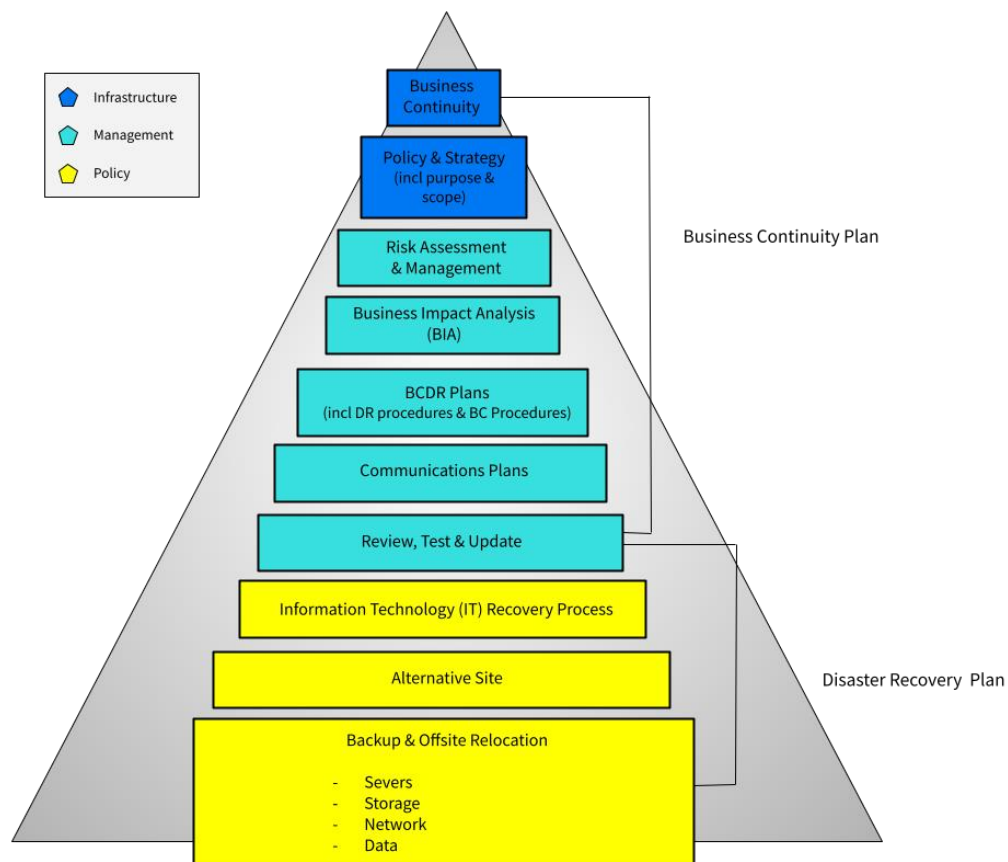 Infrastructure
Management
Policy
Business
Continuity
Policy & Strategy
(incl purpose &
scope)
Risk Assessment
& Management
Business Impact Analysis
(BIA)
BCDR Plans
(incl DR procedures & BC Procedures)
Communications Plans
Review, Test & Update
Information Technology (IT) Recovery Process
Alternative Site
Backup & Offsite Relocation
- Severs
- Storage
- Network
- Data
Business Continuity Plan
Disaster Recovery Plan